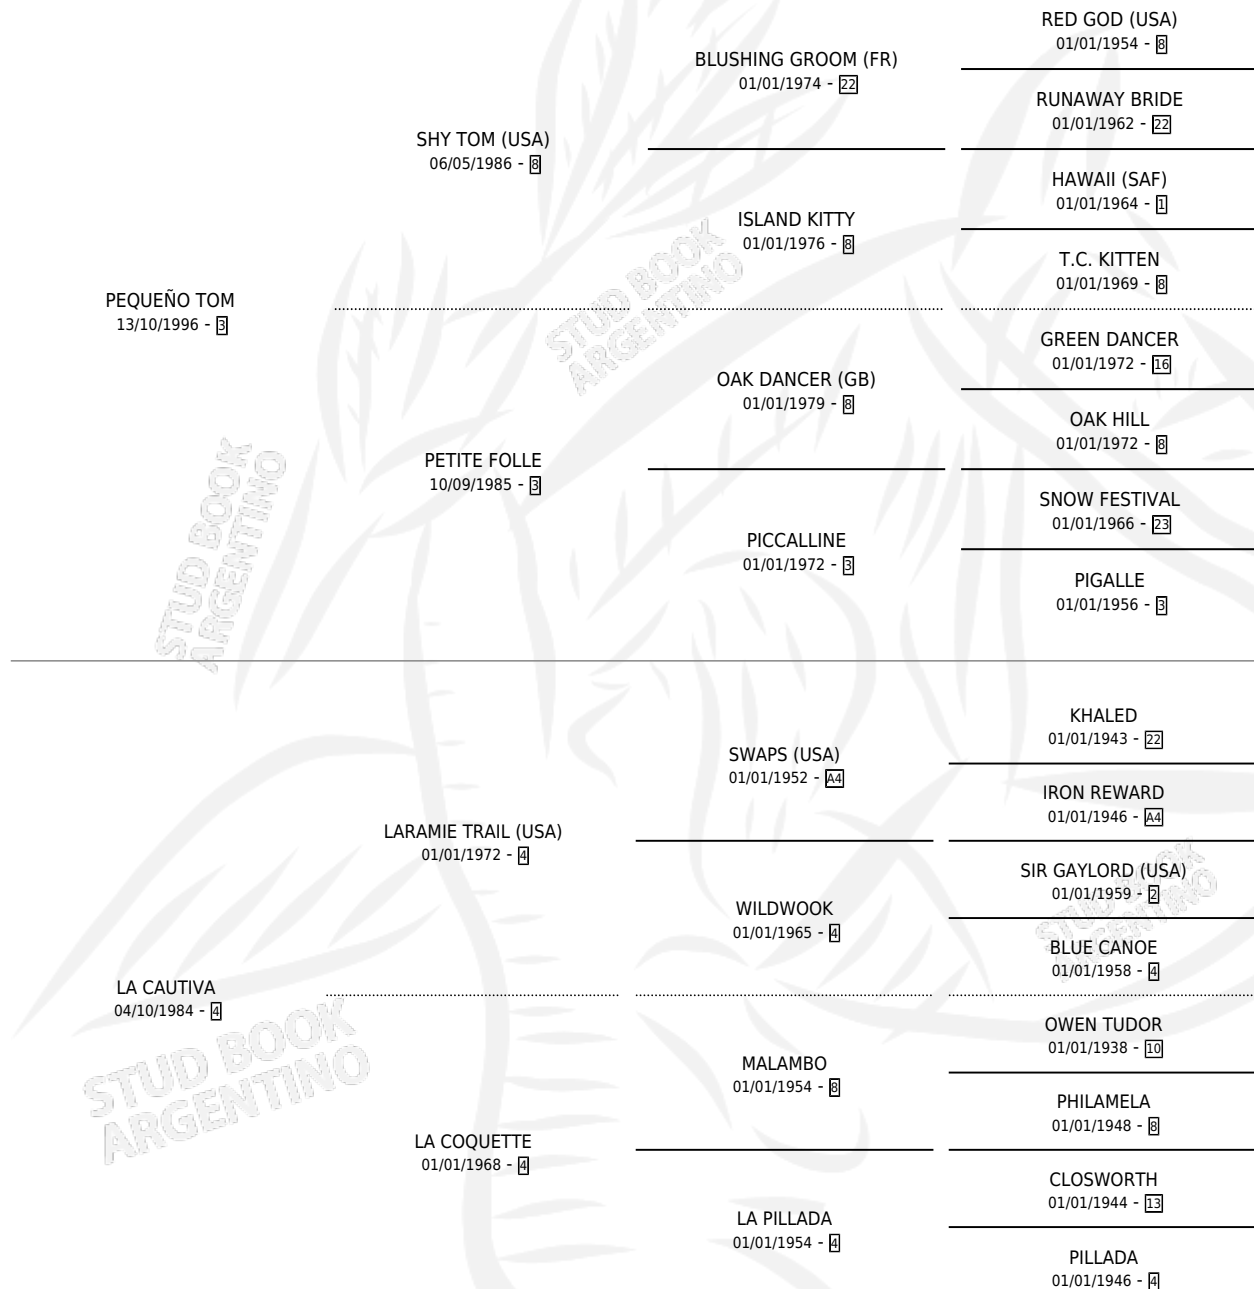 RED GOD (USA)
01/01/1954 - 8
BLUSHING GROOM (FR)
01/01/1974 - 22
RUNAWAY BRIDE
01/01/1962 - 22
SHY TOM (USA)
06/05/1986 - 8
HAWAII (SAF)
01/01/1964 - 1
ISLAND KITTY
01/01/1976 - 8
T.C. KITTEN
01/01/1969 - 8
PEQUEÑO TOM
13/10/1996 - 3
GREEN DANCER
01/01/1972 - 16
OAK DANCER (GB)
01/01/1979 - 8
OAK HILL
01/01/1972 - 8
PETITE FOLLE
10/09/1985 - 3
SNOW FESTIVAL
01/01/1966 - 23
PICCALLINE
01/01/1972 - 3
PIGALLE
01/01/1956 - 3
KHALED
01/01/1943 - 22
SWAPS (USA)
01/01/1952 - A4
IRON REWARD
01/01/1946 - A4
LARAMIE TRAIL (USA)
01/01/1972 - 4
SIR GAYLORD (USA)
01/01/1959 - 2
WILDWOOK
01/01/1965 - 4
BLUE CANOE
01/01/1958 - 4
LA CAUTIVA
04/10/1984 - 4
OWEN TUDOR
01/01/1938 - 10
MALAMBO
01/01/1954 - 8
PHILAMELA
01/01/1948 - 8
LA COQUETTE
01/01/1968 - 4
CLOSWORTH
01/01/1944 - 13
LA PILLADA
01/01/1954 - 4
PILLADA
01/01/1946 - 4
STUD BOOK
ARGENTINO
STUD BOOK
ARGENTINO
STUD BOOK
ARGENTINO
STUD BOOK
ARGENTINO